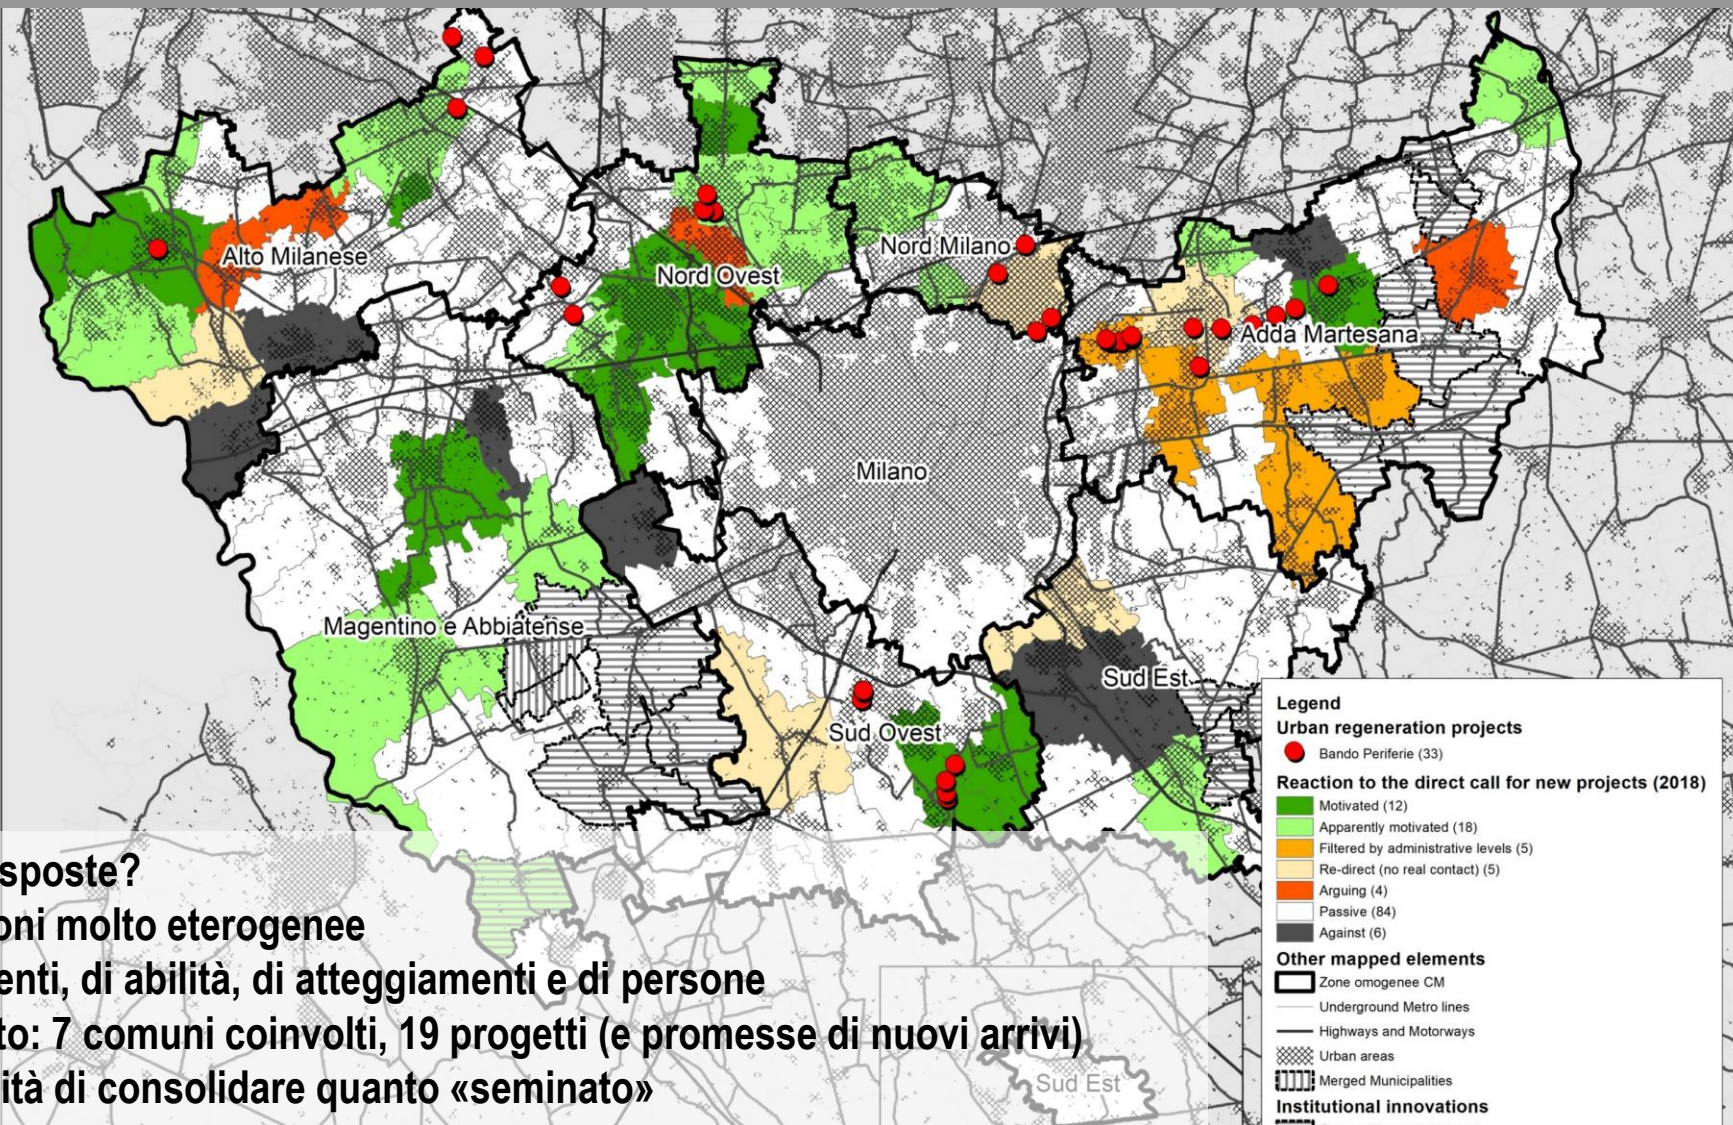 Alto Milanese
Nord Ovest
Nord Milano
Adda Martesana
Milano
Magentino e Abbiatense
Sud Ovest
Sud Est
Legend
Urban regeneration projects
Bando Periferie (33)
Reaction to the direct call for new projects (2018)
Motivated (12)
Apparently motivated (18)
Filtered by administrative levels (5)
Re-direct (no real contact) (5)
Arguing (4)
Passive (84)
Against (6)
Other mapped elements
Zone omogenee CM
Underground Metro lines
Highways and Motorways
Urban areas
Merged Municipalities
Institutional innovations
sposte?
oni molto eterogenee
enti, di abilità, di atteggiamenti e di persone
to: 7 comuni coinvolti, 19 progetti (e promesse di nuovi arrivi)
ità di consolidare quanto «seminato»
Sud Est